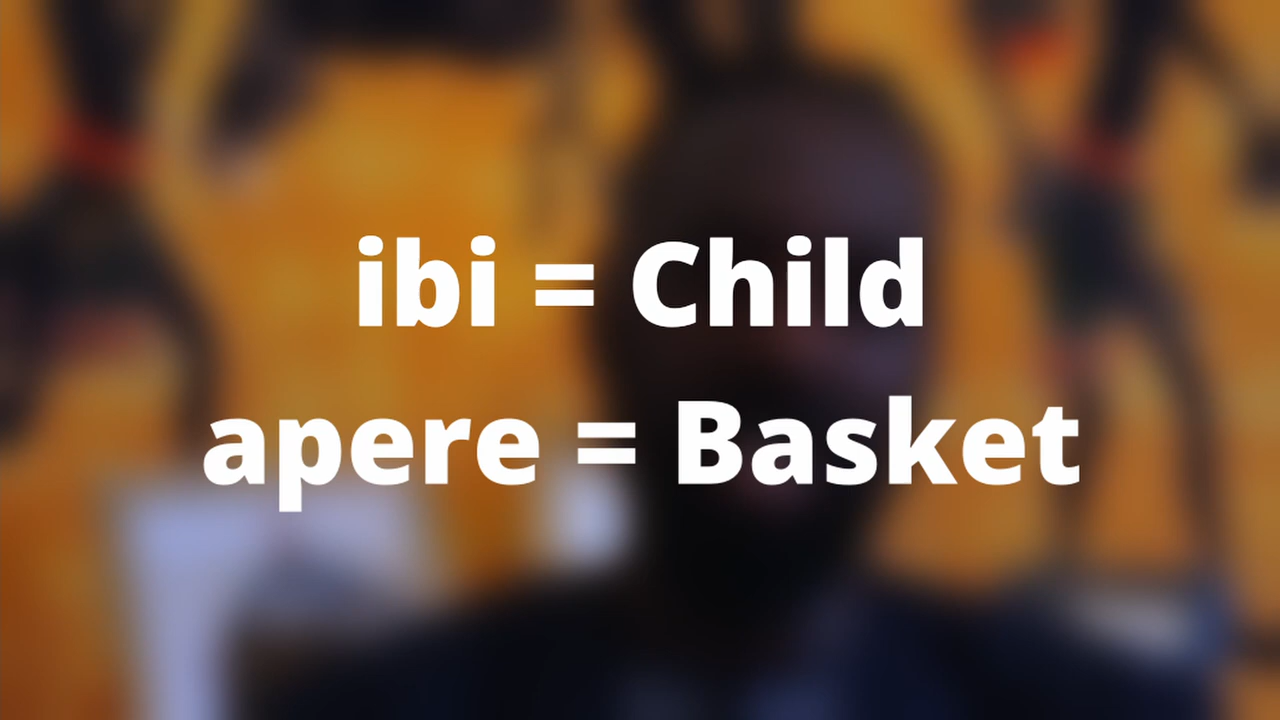 ibi = Child
apere = Basket